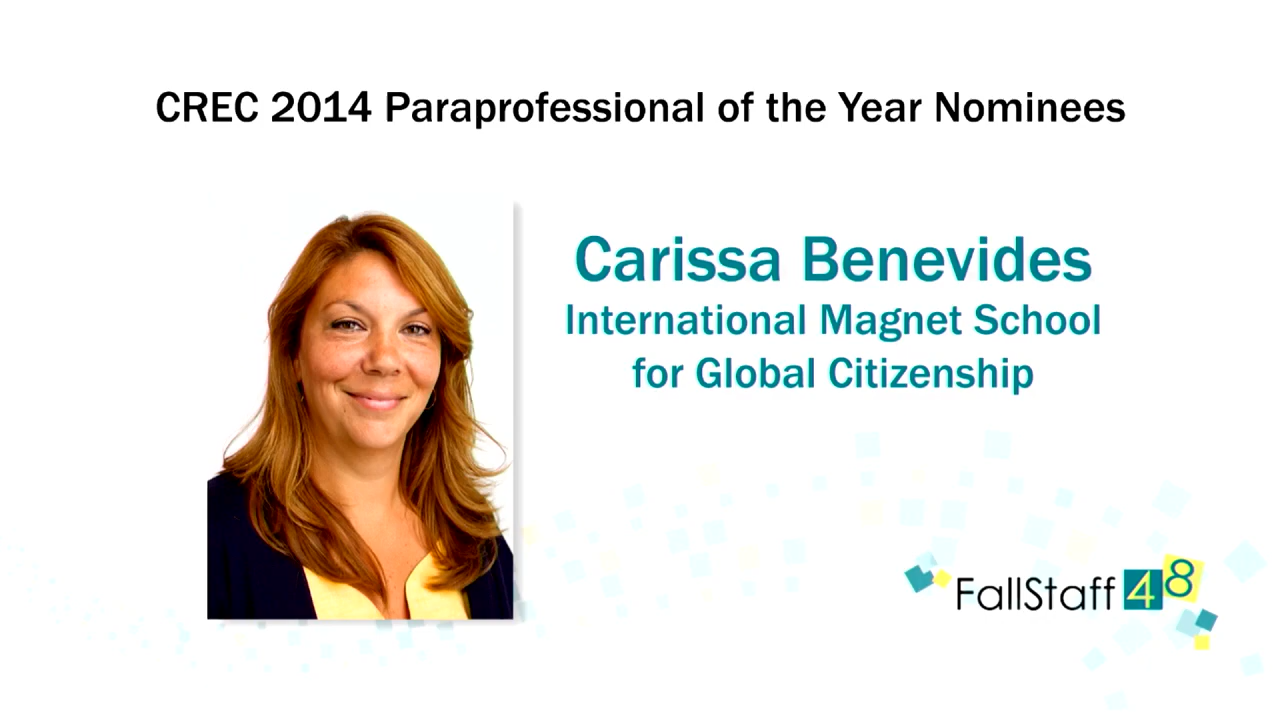 CREC 2014 Paraprofessional of the Year Nominees
Carissa Benevides
International Magnet School
for Global Citizenship
FallStaff 48